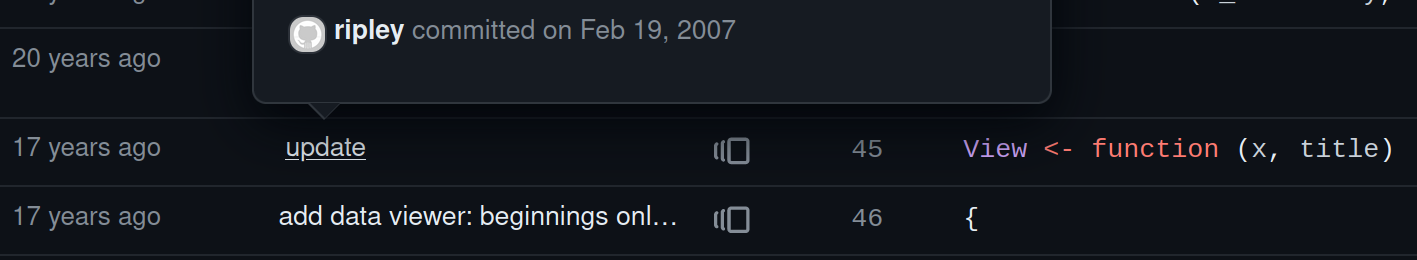 ripley committed on Feb 19, 2007
20 years ago
17 years ago update 45 View <- function (x, title)
17 years ago add data viewer: beginnings onl… 46 {